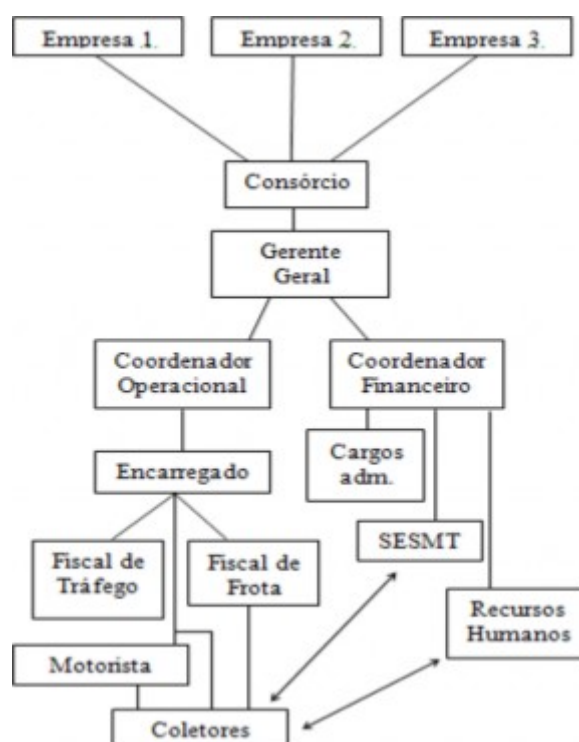 Empresa 1.
Empresa 2.
Empresa 3.
Consórcio
Gerente
Geral
Coordenador
Operacional
Coordenador
Financeiro
Encarregado
Cargos
adm.
Fiscal de
Tráfego
Fiscal de
Frota
SESMT
Recursos
Humanos
Motorista
Coletores